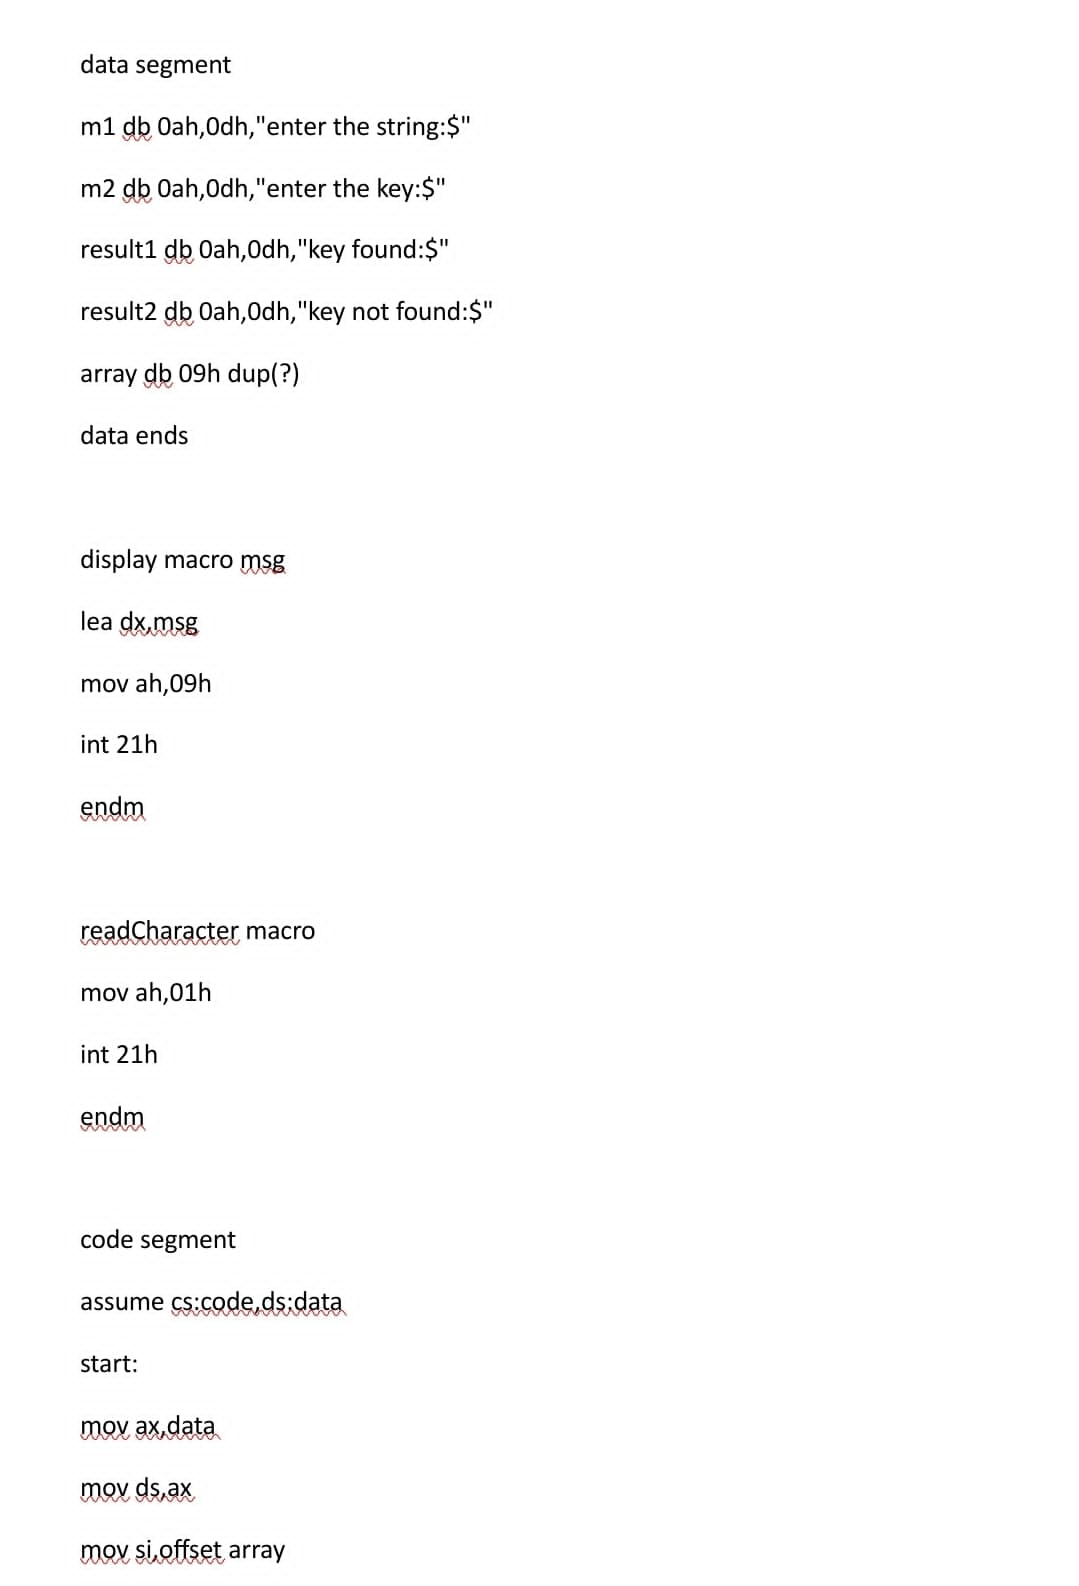 data segment
m1 db 0ah,0dh,"enter the string:$"
m2 db 0ah,0dh,"enter the key:$"
result1 db 0ah,0dh,"key found:$"
result2 db 0ah,0dh,"key not found:$"
array db 09h dup(?)
data ends
display macro msg
lea dx,msg
mov ah,09h
int 21h
endm
readCharacter macro
mov ah,01h
int 21h
endm
code segment
assume cs:code,ds:data
start:
mov ax,data
mov ds,ax
mov si,offset array